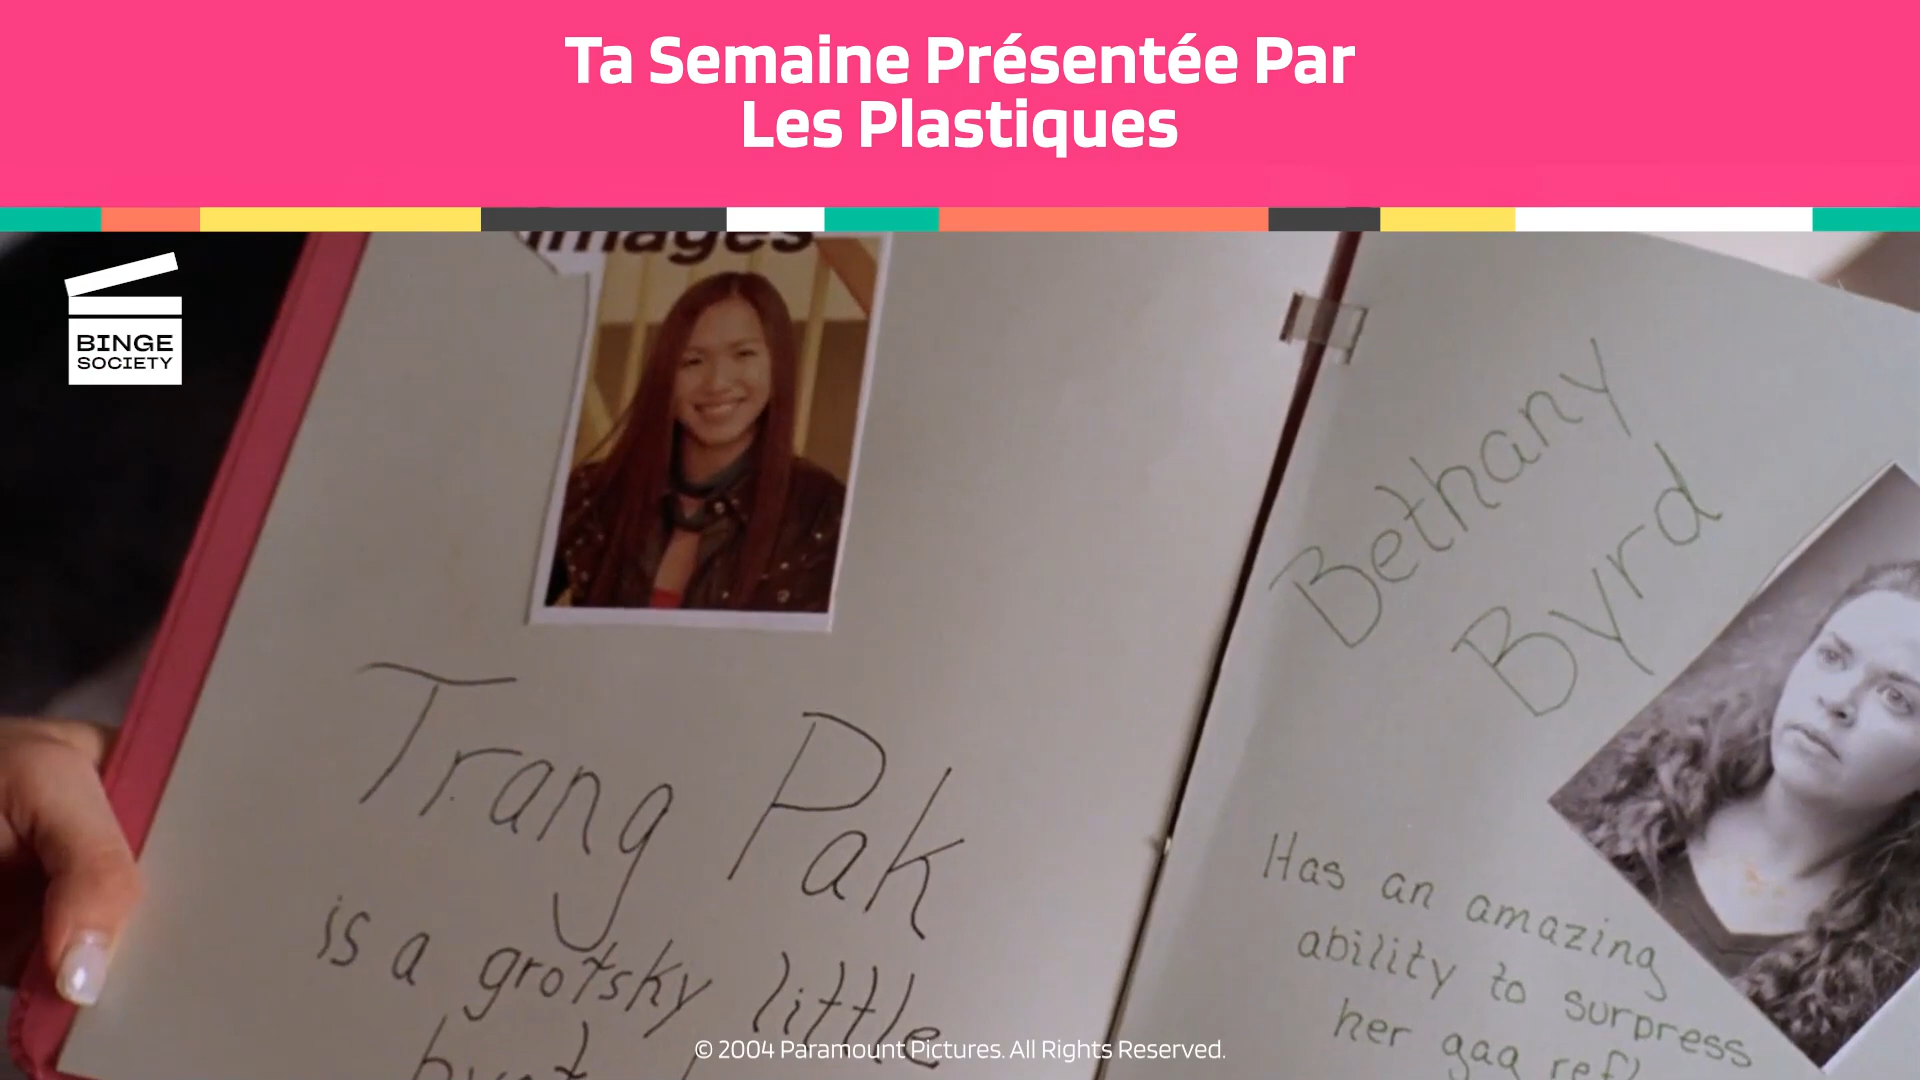 Ta Semaine Présentée Par
Les Plastiques
BINGE
SOCIETY
images
Trang Pak
is a grotsky little
Bethany
Byrd
Has an amazing
ability to surpress
her gag
© 2004 Paramount Pictures. All Rights Reserved.